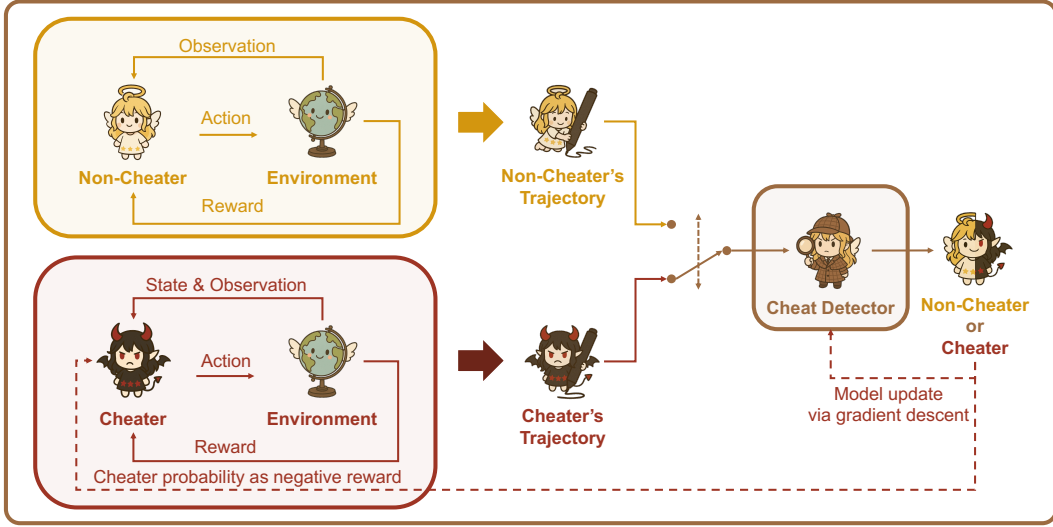 Observation
Action
Non-Cheater
Environment
Reward
Non-Cheater's
Trajectory
State & Observation
Action
Cheater
Environment
Reward
Cheater probability as negative reward
Cheater's
Trajectory
Cheat Detector
Non-Cheater
or
Cheater
Model update
via gradient descent